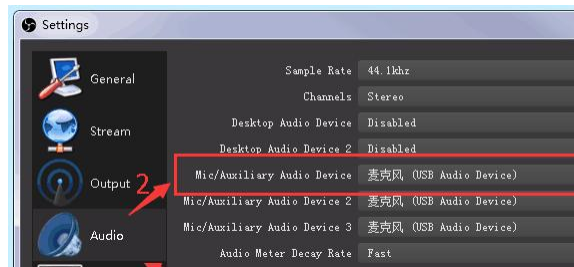 Settings
General
Sample Rate 44.1khz
Channels Stereo
Stream
Desktop Audio Device Disabled
Desktop Audio Device 2 Disabled
Output 2
Mic/Auxiliary Audio Device 麦克风 (USB Audio Device)
Mic/Auxiliary Audio Device 2 麦克风 (USB Audio Device)
Audio
Mic/Auxiliary Audio Device 3 麦克风 (USB Audio Device)
Audio Meter Decay Rate Fast